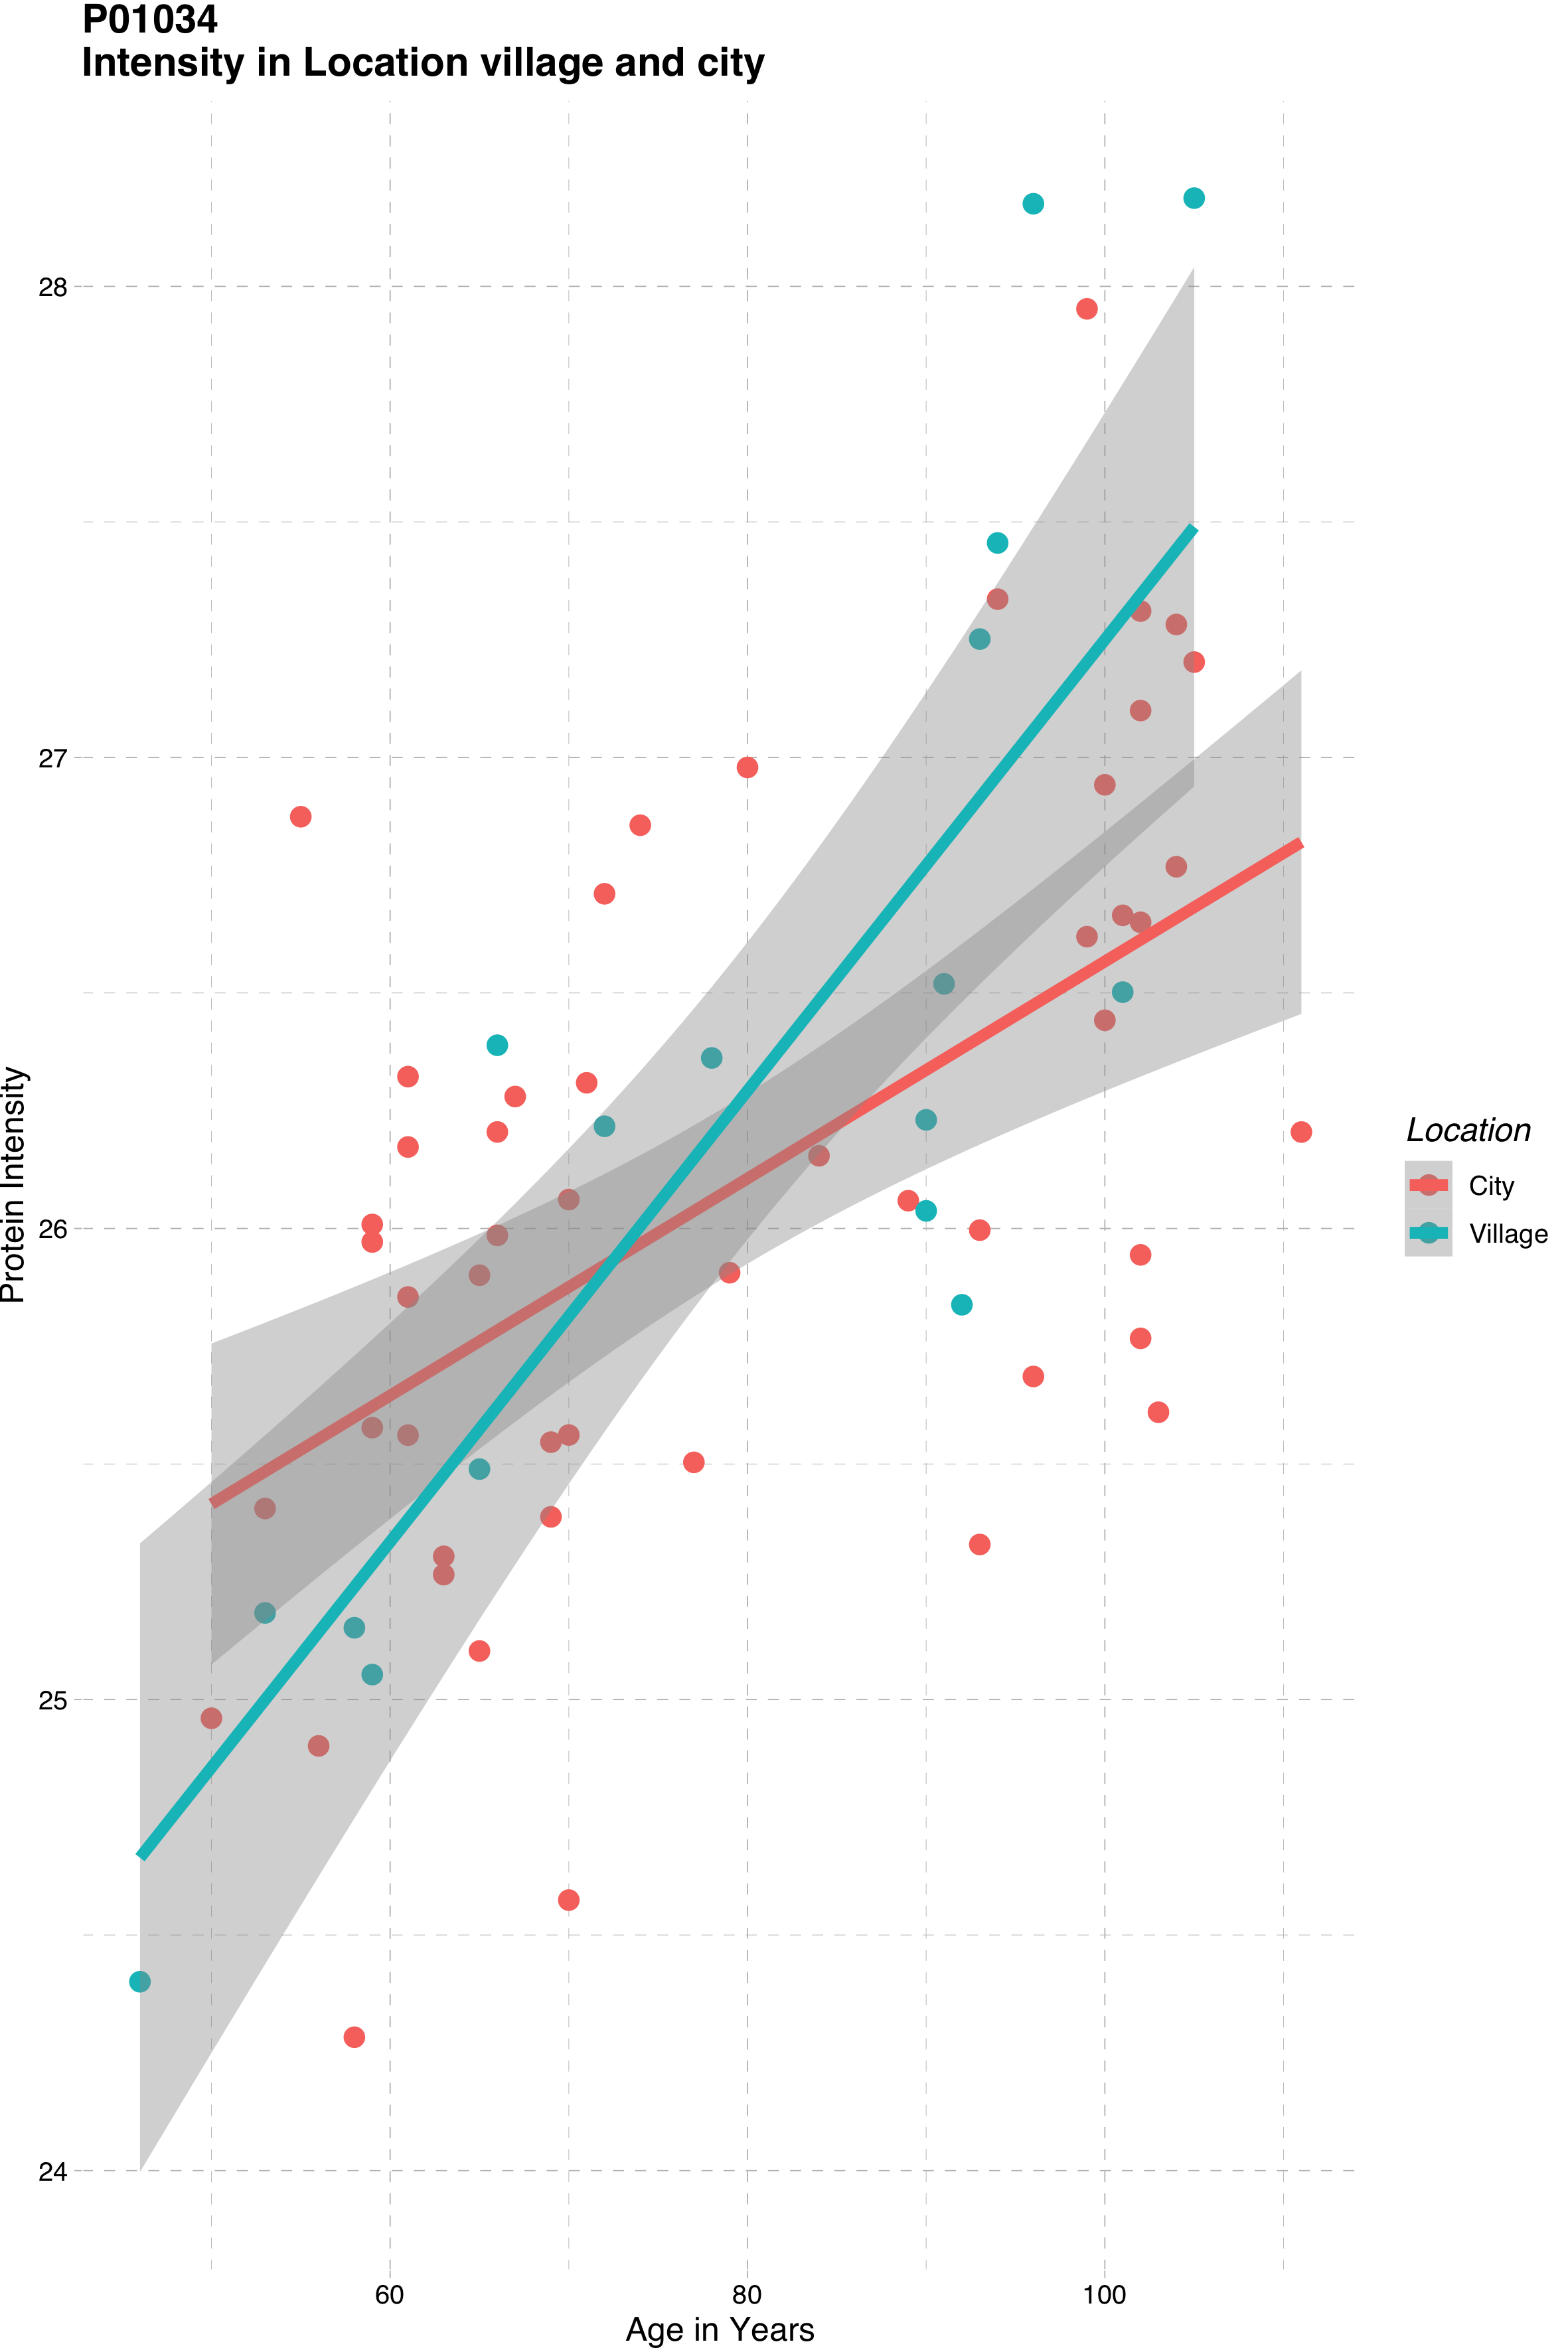 P01034
Intensity in Location village and city
28
27
26
25
24
Protein Intensity
60
80
100
Age in Years
Location
City
Village